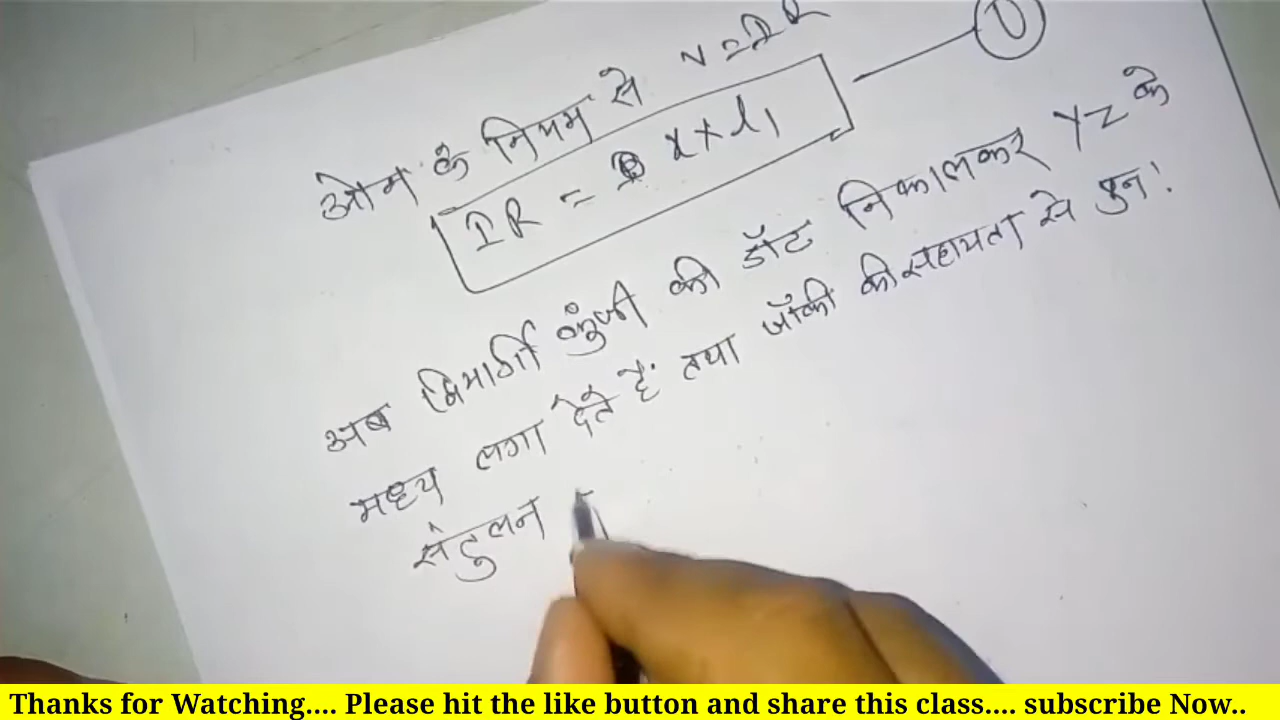 ओम के नियम से V=IR
IR = x × l₁ ——— ①
अब द्विमार्गी कुंजी की डॉट निकालकर YZ के
मध्य लगा देते हैं तथा जॉकी की सहायता से पुन:
संतुलन
Thanks for Watching.... Please hit the like button and share this class.... subscribe Now..